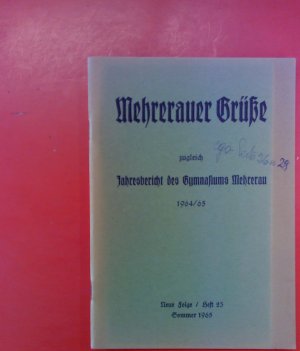 Mehrerauer Grüße
zugleich
Jahresbericht des Gymnasiums Mehrerau
1964/65
Neue Folge / Heft 23
Sommer 1965